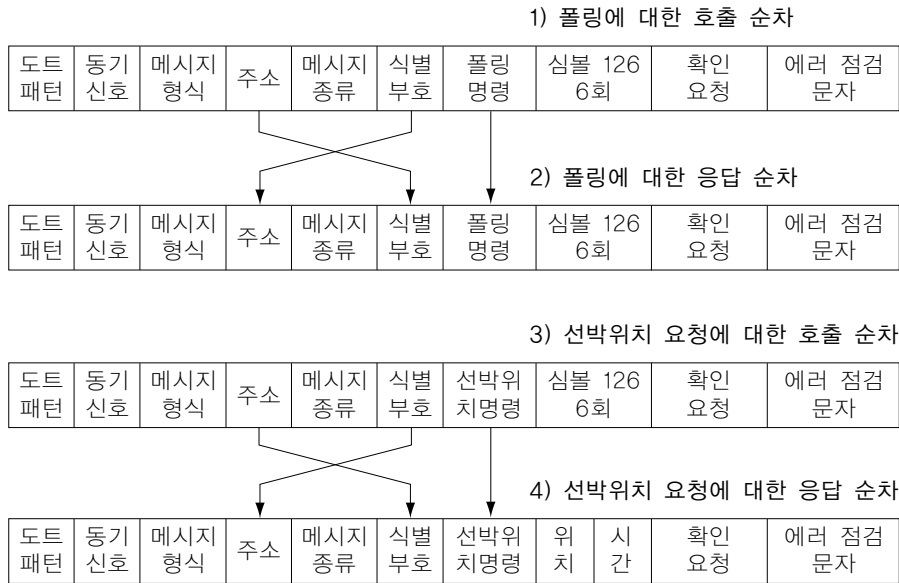 1) 폴링에 대한 호출 순차
도트 동기 메시지 주소 메시지 식별 폴링 심볼 126 확인 에러 점검
패턴 신호 형식 종류 부호 명령 6회 요청 문자
2) 폴링에 대한 응답 순차
도트 동기 메시지 주소 메시지 식별 폴링 심볼 126 확인 에러 점검
패턴 신호 형식 종류 부호 명령 6회 요청 문자
3) 선박위치 요청에 대한 호출 순차
도트 동기 메시지 주소 메시지 식별 선박위 심볼 126 확인 에러 점검
패턴 신호 형식 종류 부호 치명령 6회 요청 문자
4) 선박위치 요청에 대한 응답 순차
도트 동기 메시지 주소 메시지 식별 선박위 위 시 확인 에러 점검
패턴 신호 형식 종류 부호 치명령 치 간 요청 문자